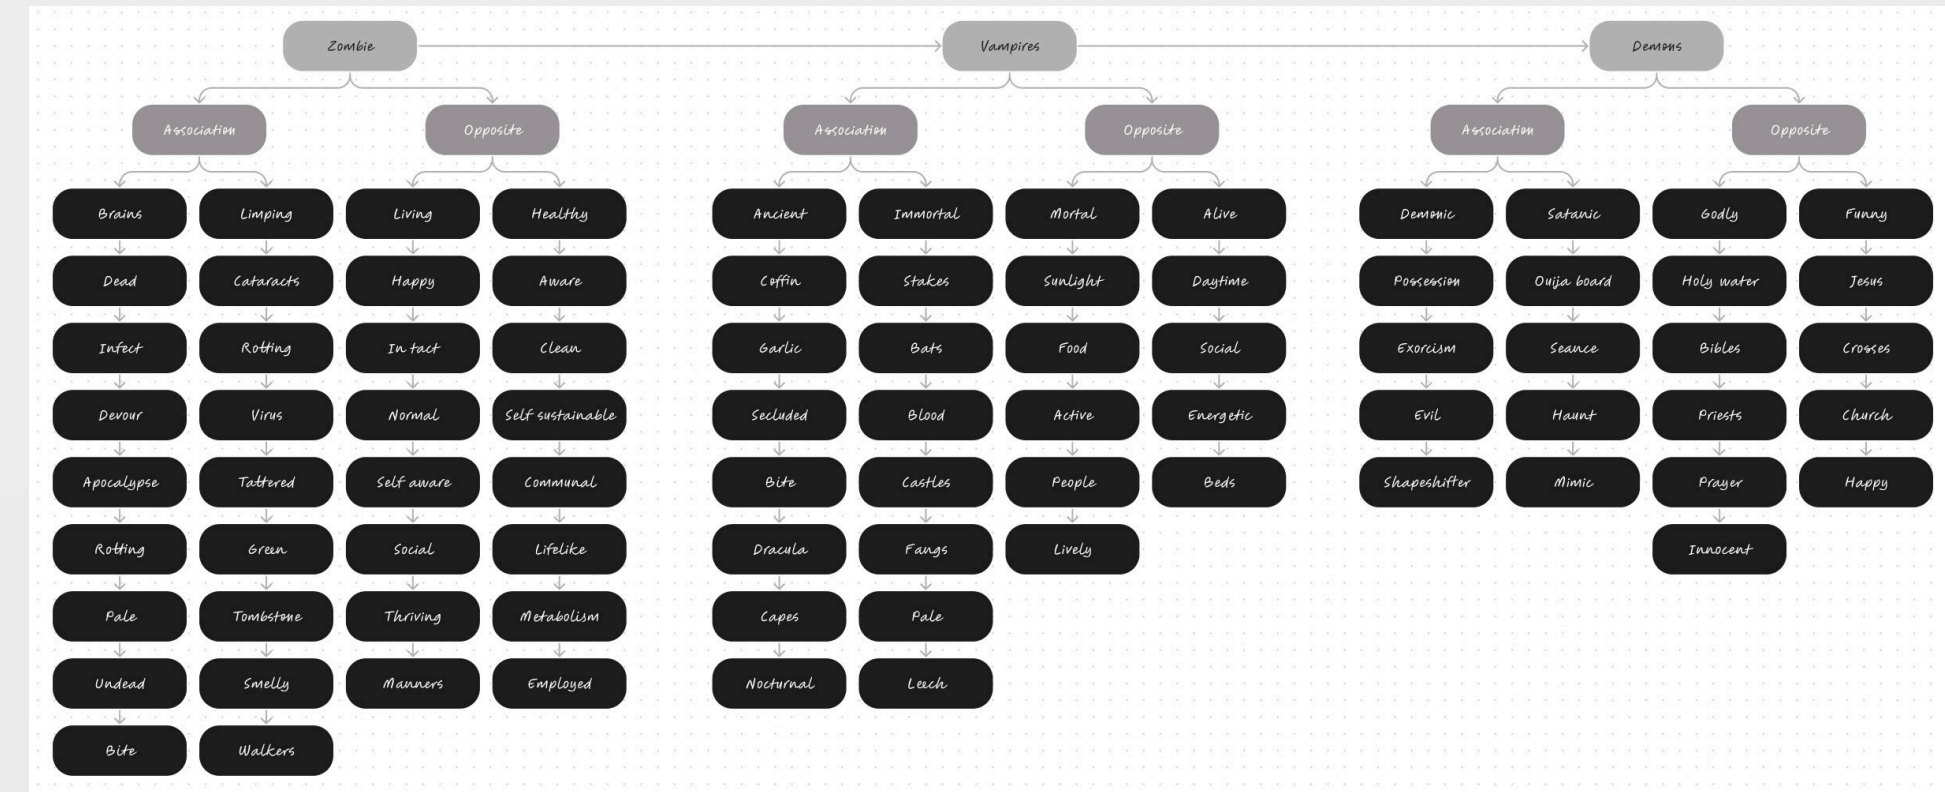 Zombie
Vampires
Demons
Association
Opposite
Association
Opposite
Association
Opposite
Brains
Limping
Living
Healthy
Ancient
Immortal
Mortal
Alive
Demonic
Satanic
Godly
Funny
Dead
Cataracts
Happy
Aware
Coffin
Stakes
Sunlight
Daytime
Possession
Ouija board
Holy water
Jesus
Infect
Rotting
In tact
Clean
Garlic
Bats
Food
Social
Exorcism
Seance
Bibles
Crosses
Devour
Virus
Normal
Self sustainable
Secluded
Blood
Active
Energetic
Evil
Haunt
Priests
Church
Apocalypse
Tattered
Self aware
Communal
Bite
Castles
People
Beds
Shapeshifter
Mimic
Prayer
Happy
Rotting
Green
Social
Lifelike
Dracula
Fangs
Lively
Innocent
Pale
Tombstone
Thriving
Metabolism
Capes
Pale
Undead
Smelly
Manners
Employed
Nocturnal
Leech
Bite
Walkers